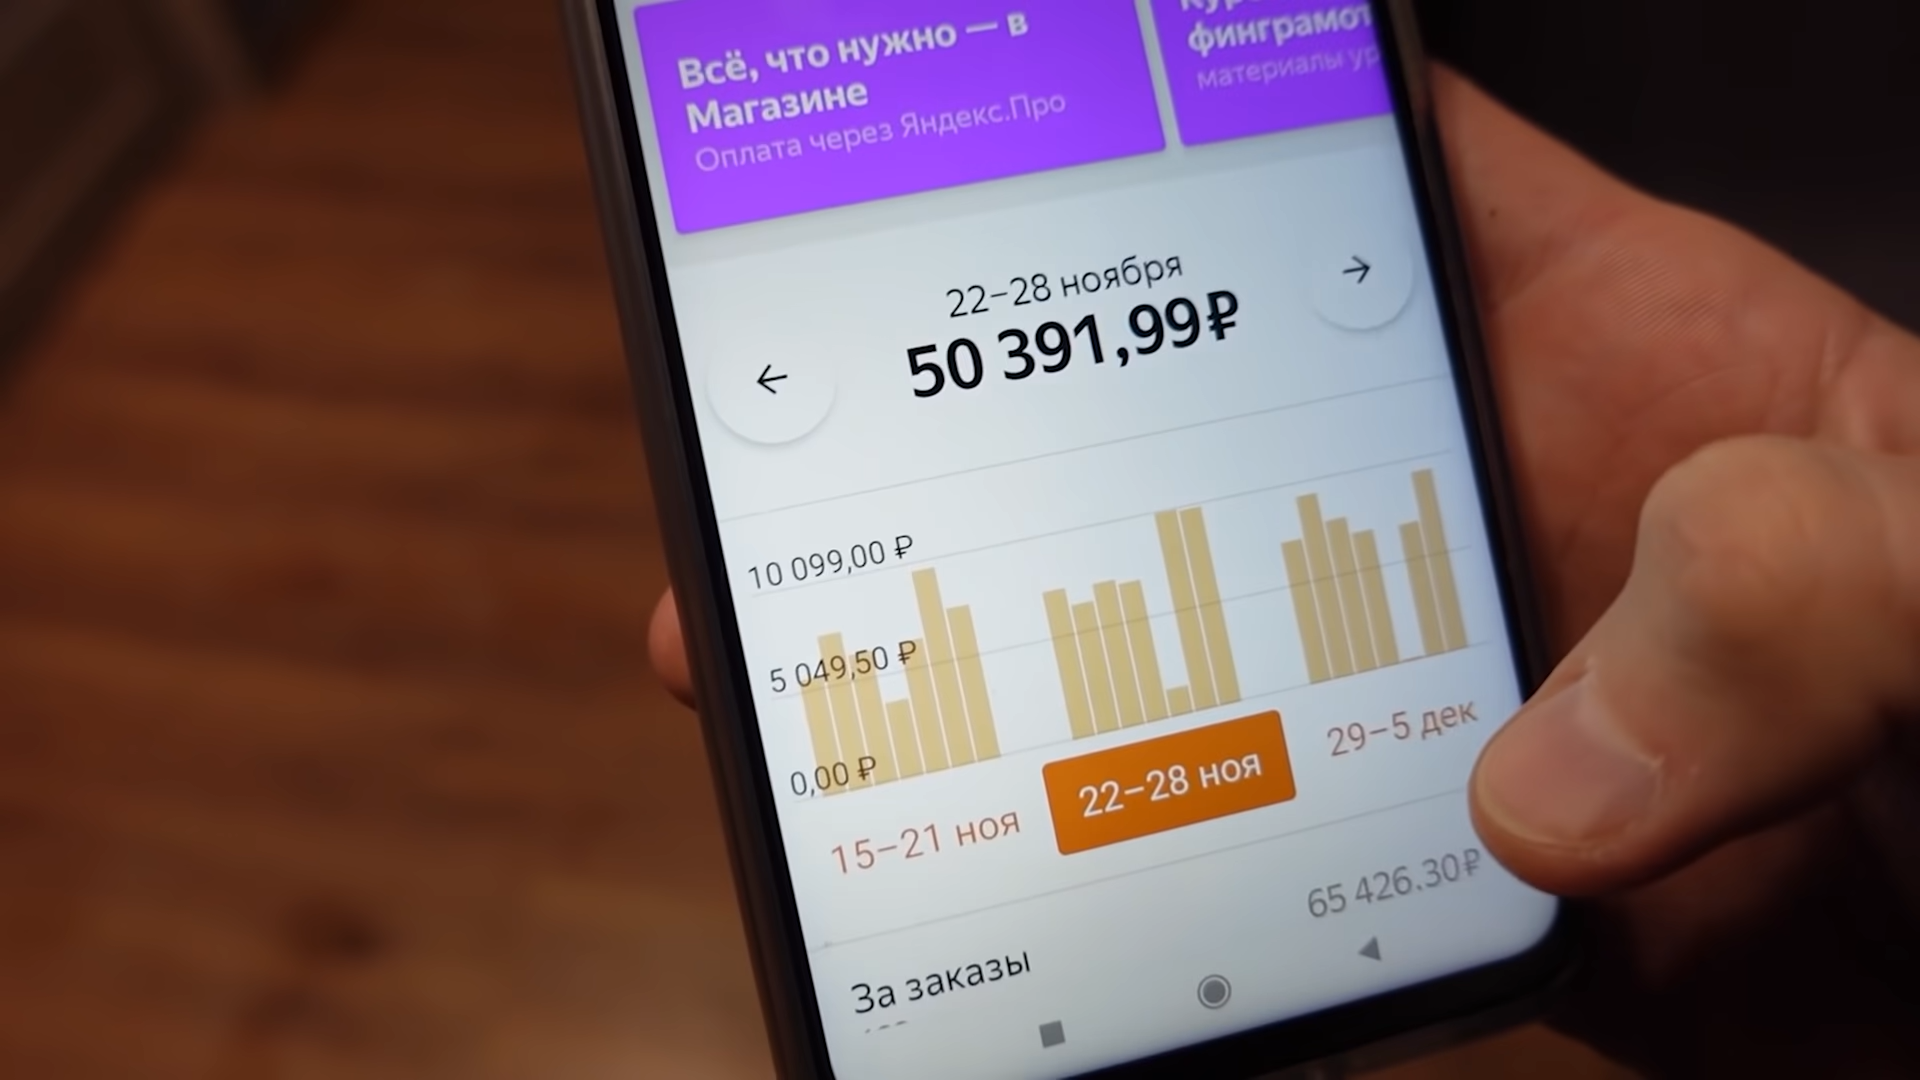 Всё, что нужно — в
Магазине
Оплата через Яндекс.Про
финграмот
материалы
22–28 ноября
50 391,99₽
10 099,00 ₽
5 049,50 ₽
0,00 ₽
15–21 ноя
22–28 ноя
29–5 дек
За заказы
65 426.30₽